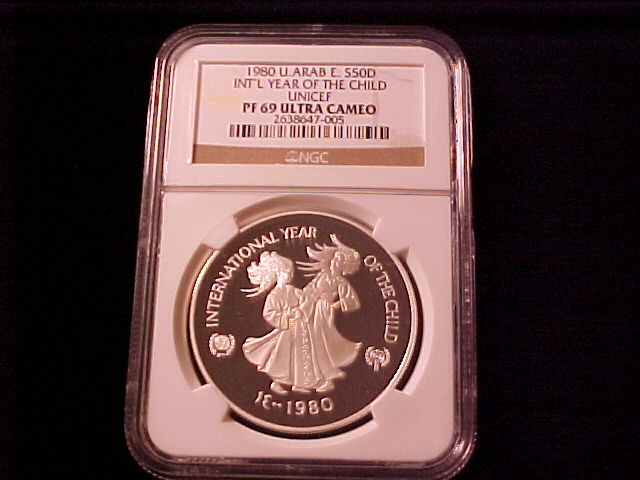 1980 U.ARAB E. S50D
INT'L YEAR OF THE CHILD
UNICEF
PF 69 ULTRA CAMEO
2638647-005
NGC
INTERNATIONAL YEAR
OF THE CHILD
١٤٠٠-1980